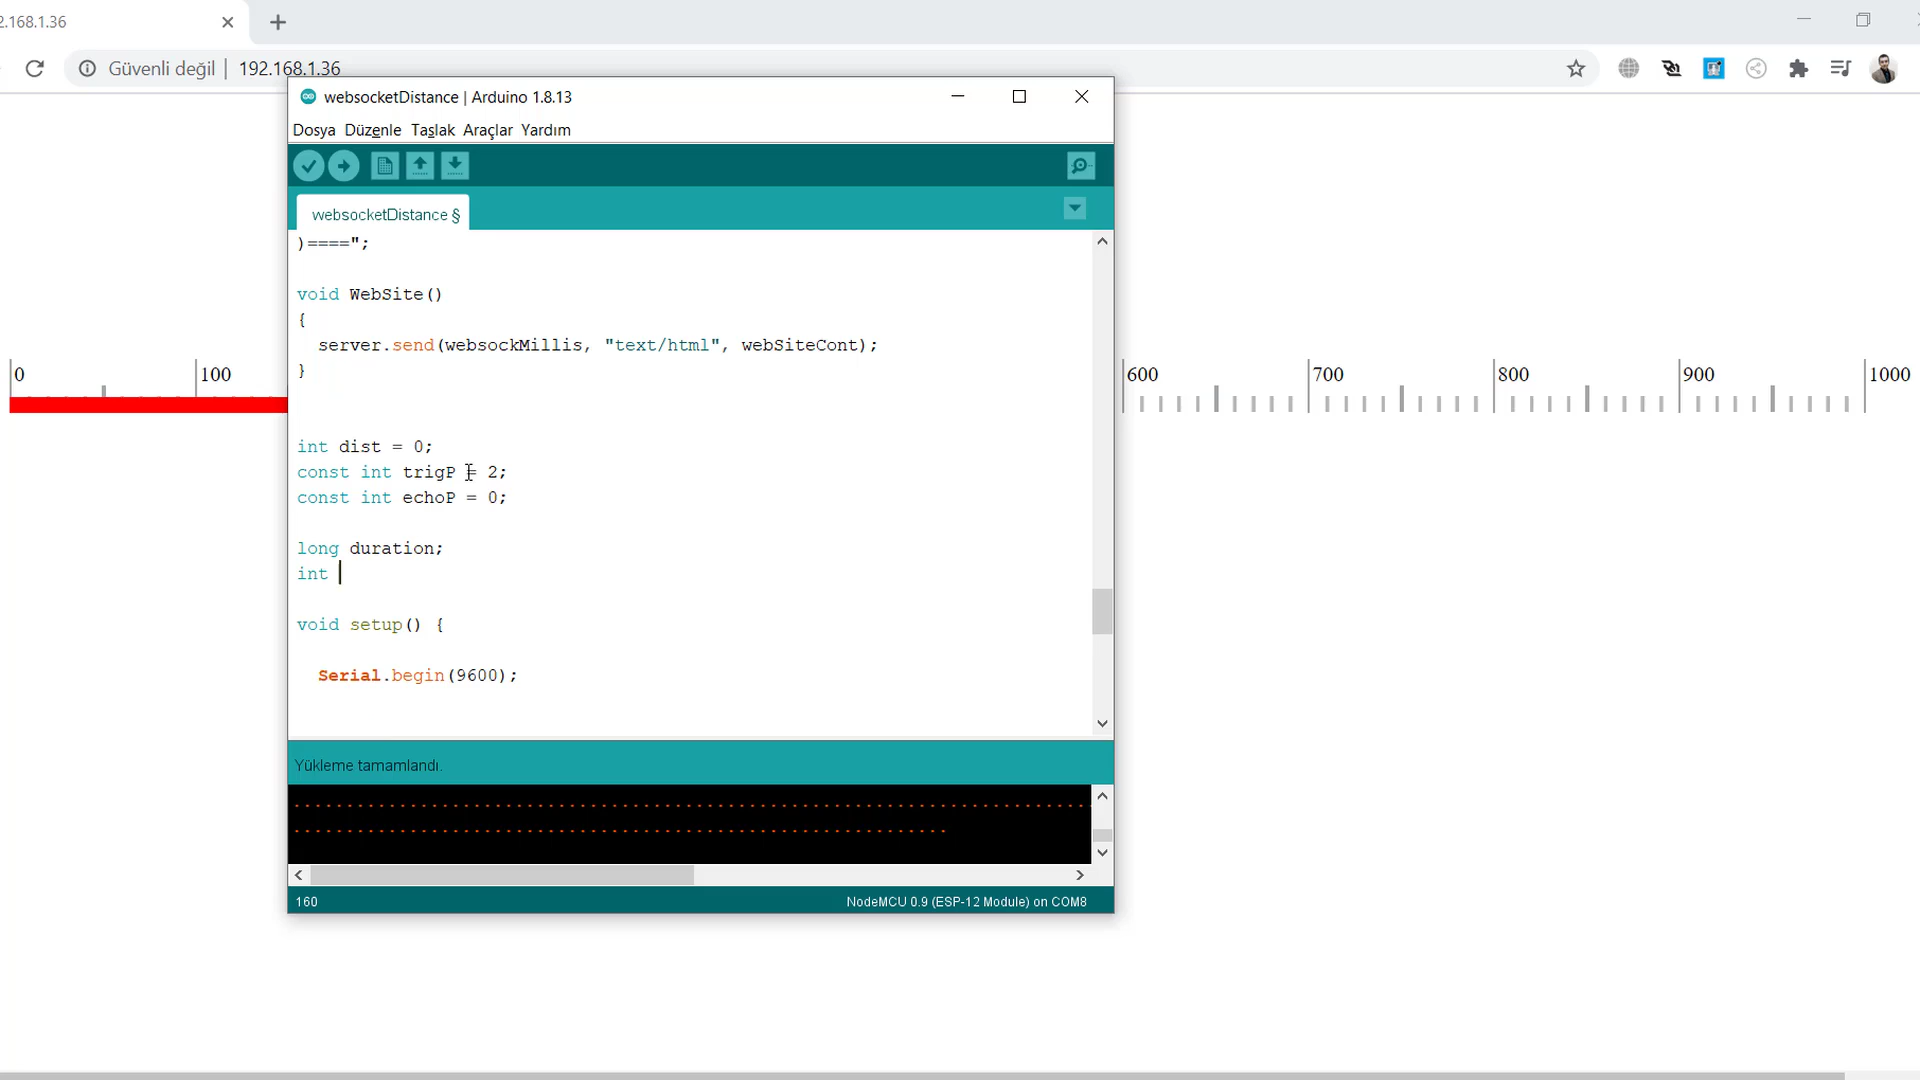 2.168.1.36
Güvenli değil | 192.168.1.36
websocketDistance | Arduino 1.8.13
Dosya Düzenle Taslak Araçlar Yardım
websocketDistance §
)====";
void WebSite()
{
server.send(websockMillis, "text/html", webSiteCont);
}
0 100 600 700 800 900 1000
int dist = 0;
const int trigP = 2;
const int echoP = 0;
long duration;
int
void setup() {
Serial.begin(9600);
Yükleme tamamlandı.
160
NodeMCU 0.9 (ESP-12 Module) on COM8